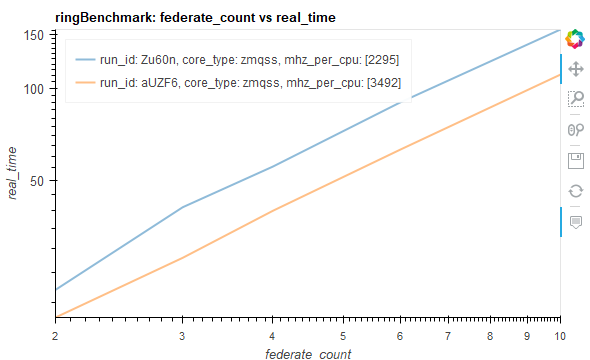 ringBenchmark: federate_count vs real_time
run_id: Zu60n, core_type: zmqss, mhz_per_cpu: [2295]
run_id: aUZF6, core_type: zmqss, mhz_per_cpu: [3492]
150
100
50
real_time
2 3 4 5 6 7 8 9 10
federate_count